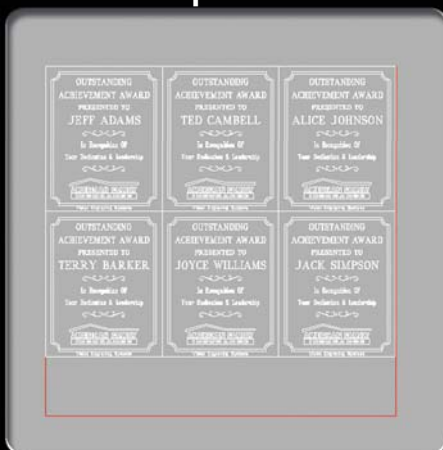 OUTSTANDING
ACHIEVEMENT AWARD
PRESENTED TO
JEFF ADAMS
In Recognition Of
Your Dedication & Leadership
OUTSTANDING
ACHIEVEMENT AWARD
PRESENTED TO
TED CAMBELL
In Recognition Of
Your Dedication & Leadership
OUTSTANDING
ACHIEVEMENT AWARD
PRESENTED TO
ALICE JOHNSON
In Recognition Of
Your Dedication & Leadership
OUTSTANDING
ACHIEVEMENT AWARD
PRESENTED TO
TERRY BARKER
In Recognition Of
Your Dedication & Leadership
OUTSTANDING
ACHIEVEMENT AWARD
PRESENTED TO
JOYCE WILLIAMS
In Recognition Of
Your Dedication & Leadership
OUTSTANDING
ACHIEVEMENT AWARD
PRESENTED TO
JACK SIMPSON
In Recognition Of
Your Dedication & Leadership